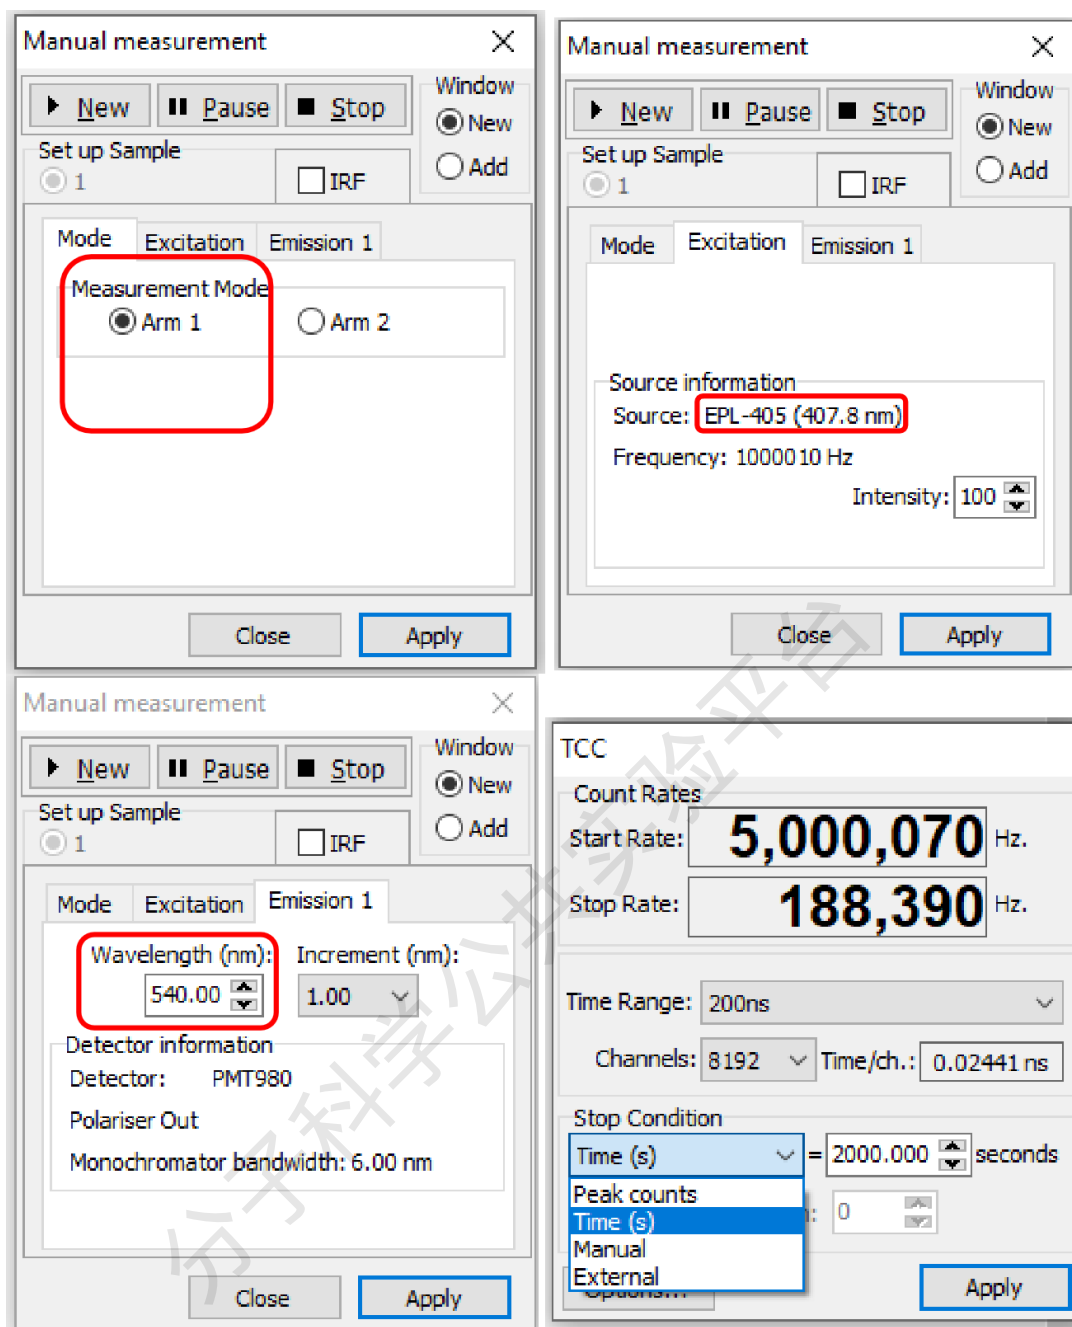 Manual measurement
New Pause Stop
Window
New
Add
Set up Sample
1
IRF
Mode Excitation Emission 1
Measurement Mode
Arm 1 Arm 2
Close Apply
Manual measurement
New Pause Stop
Window
New
Add
Set up Sample
1
IRF
Mode Excitation Emission 1
Source information
Source: EPL-405 (407.8 nm)
Frequency: 1000010 Hz
Intensity: 100
Close Apply
Manual measurement
New Pause Stop
Window
New
Add
Set up Sample
1
IRF
Mode Excitation Emission 1
Wavelength (nm): Increment (nm):
540.00 1.00
Detector information
Detector: PMT980
Polariser Out
Monochromator bandwidth: 6.00 nm
Close Apply
TCC
Count Rates
Start Rate: 5,000,070 Hz.
Stop Rate: 188,390 Hz.
Time Range: 200ns
Channels: 8192 Time/ch.: 0.02441 ns
Stop Condition
Time (s) = 2000.000 seconds
Peak counts
Time (s) : 0
Manual
External
Options... Apply
分子科学公共实验平台